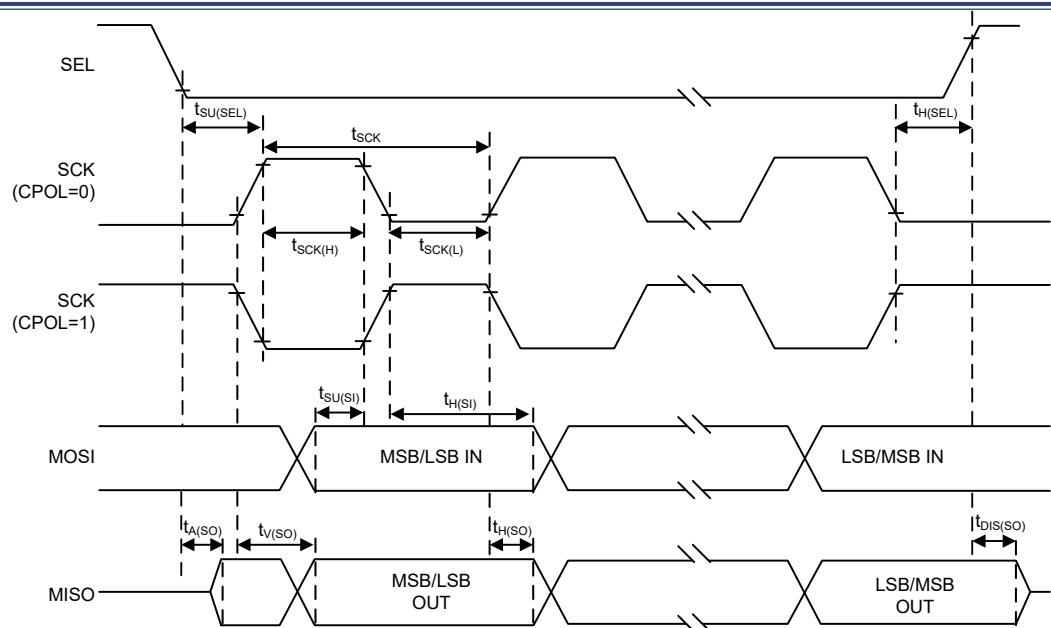 SEL
tSU(SEL)
tH(SEL)
tSCK
SCK
(CPOL=0)
tSCK(H)
tSCK(L)
SCK
(CPOL=1)
tSU(SI)
tH(SI)
MOSI
MSB/LSB IN
LSB/MSB IN
tA(SO)
tV(SO)
tH(SO)
tDIS(SO)
MISO
MSB/LSB
OUT
LSB/MSB
OUT